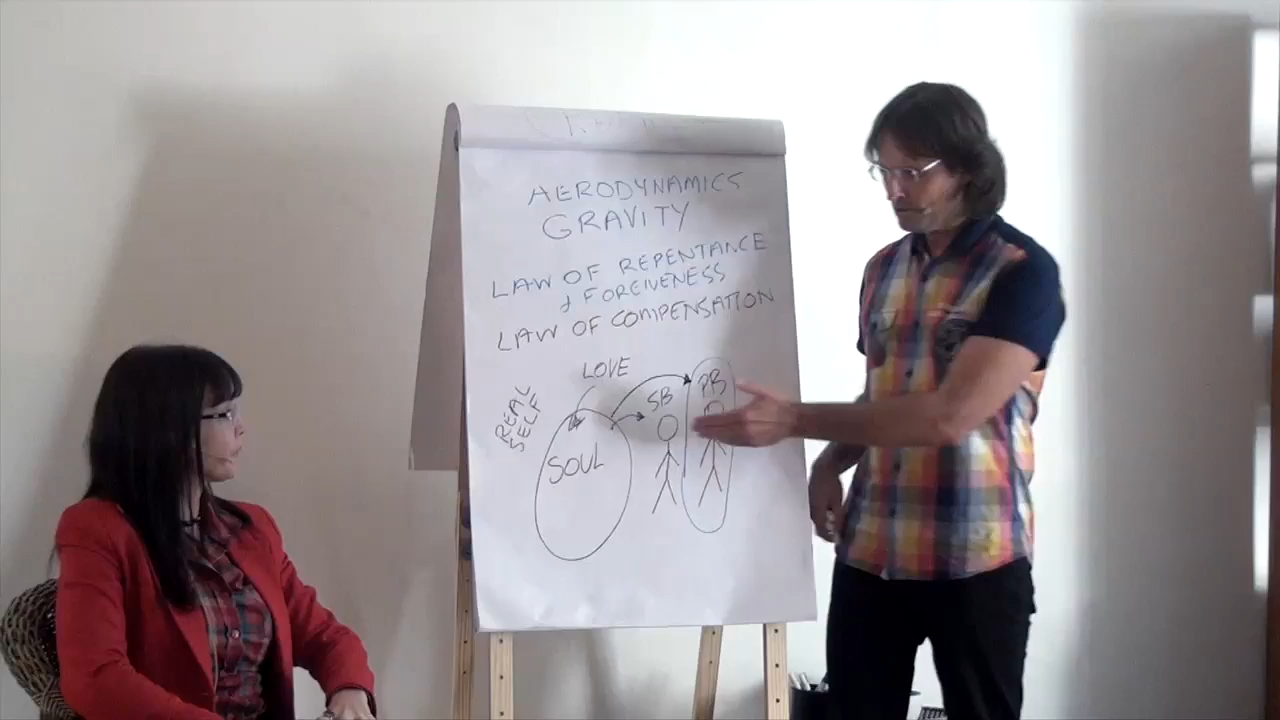 AERODYNAMICS
GRAVITY
LAW OF REPENTANCE
& FORGIVENESS
LAW OF COMPENSATION
LOVE
REAL
SELF
SB
PB
SOUL